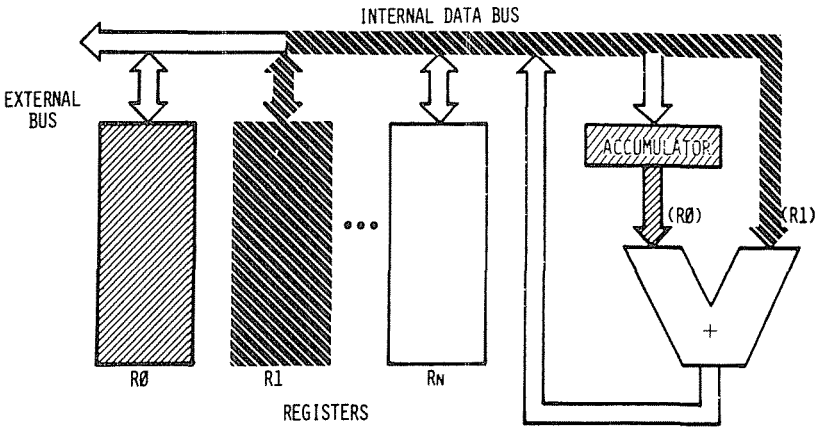 INTERNAL DATA BUS
EXTERNAL
BUS
ACCUMULATOR
(RØ)
(R1)
+
RØ
R1
RN
REGISTERS